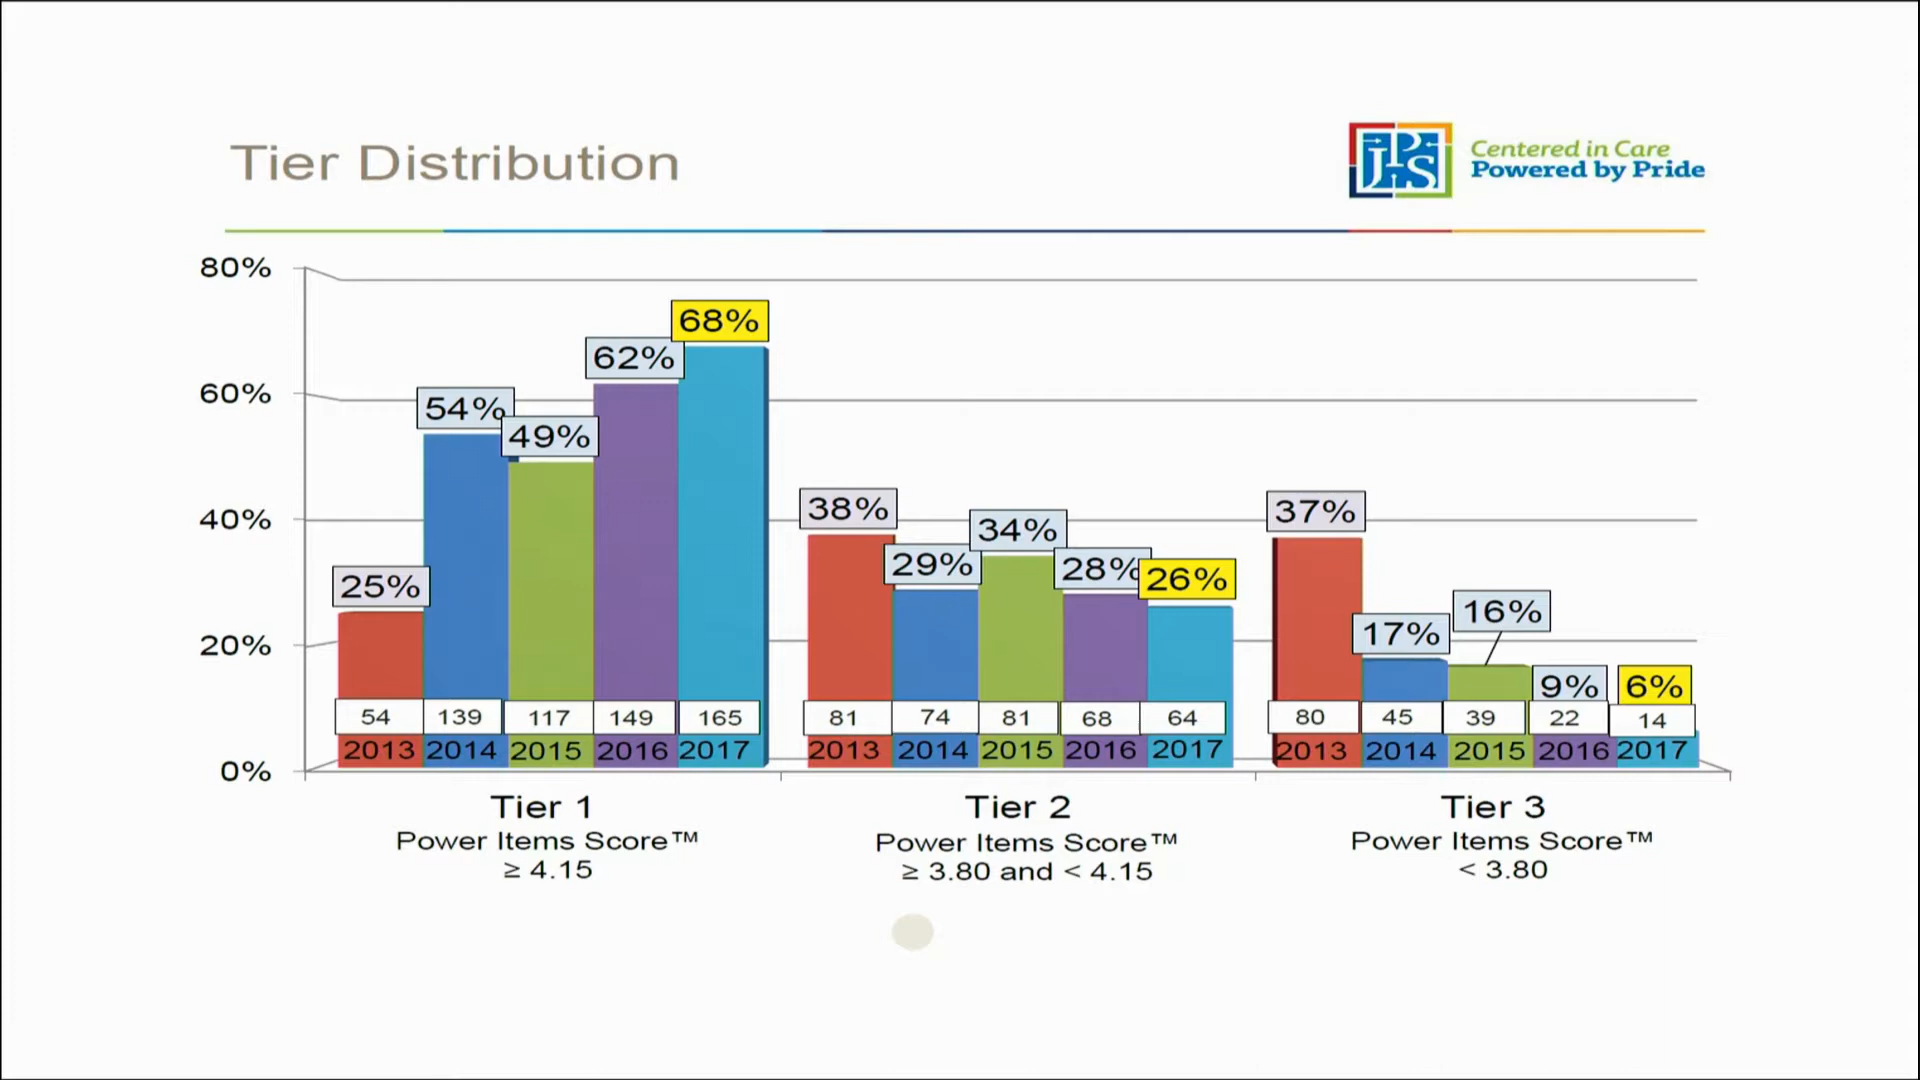 Tier Distribution
JPS
Centered in Care
Powered by Pride
80%
60%
40%
20%
0%
25%
54%
49%
62%
68%
38%
29%
34%
28%
26%
37%
17%
16%
9%
6%
54 139 117 149 165
81 74 81 68 64
80 45 39 22 14
2013 2014 2015 2016 2017
2013 2014 2015 2016 2017
2013 2014 2015 2016 2017
Tier 1
Power Items Score™
≥ 4.15
Tier 2
Power Items Score™
≥ 3.80 and < 4.15
Tier 3
Power Items Score™
< 3.80